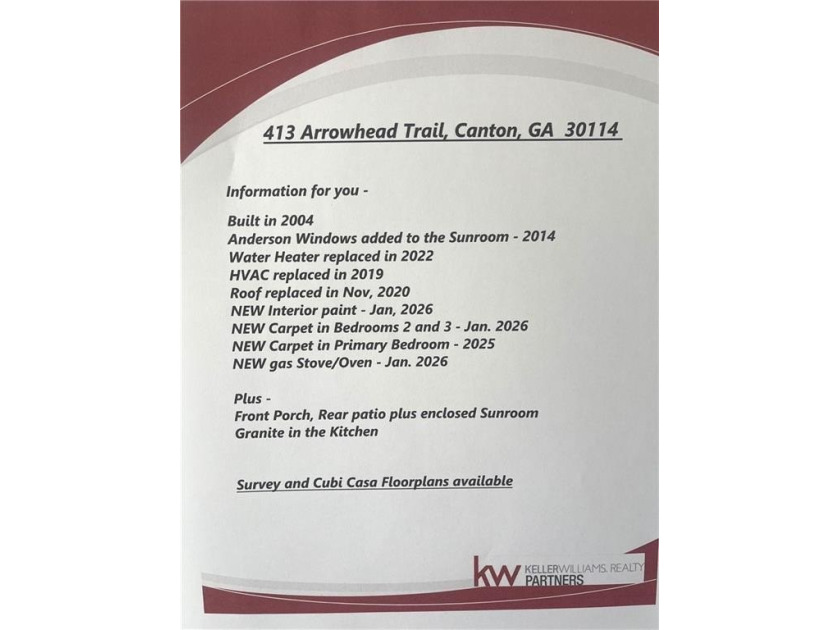 413 Arrowhead Trail, Canton, GA 30114
Information for you -
Built in 2004
Anderson Windows added to the Sunroom - 2014
Water Heater replaced in 2022
HVAC replaced in 2019
Roof replaced in Nov, 2020
NEW Interior paint - Jan, 2026
NEW Carpet in Bedrooms 2 and 3 - Jan. 2026
NEW Carpet in Primary Bedroom - 2025
NEW gas Stove/Oven - Jan. 2026
Plus -
Front Porch, Rear patio plus enclosed Sunroom
Granite in the Kitchen
Survey and Cubi Casa Floorplans available
kw KELLERWILLIAMS. REALTY
PARTNERS